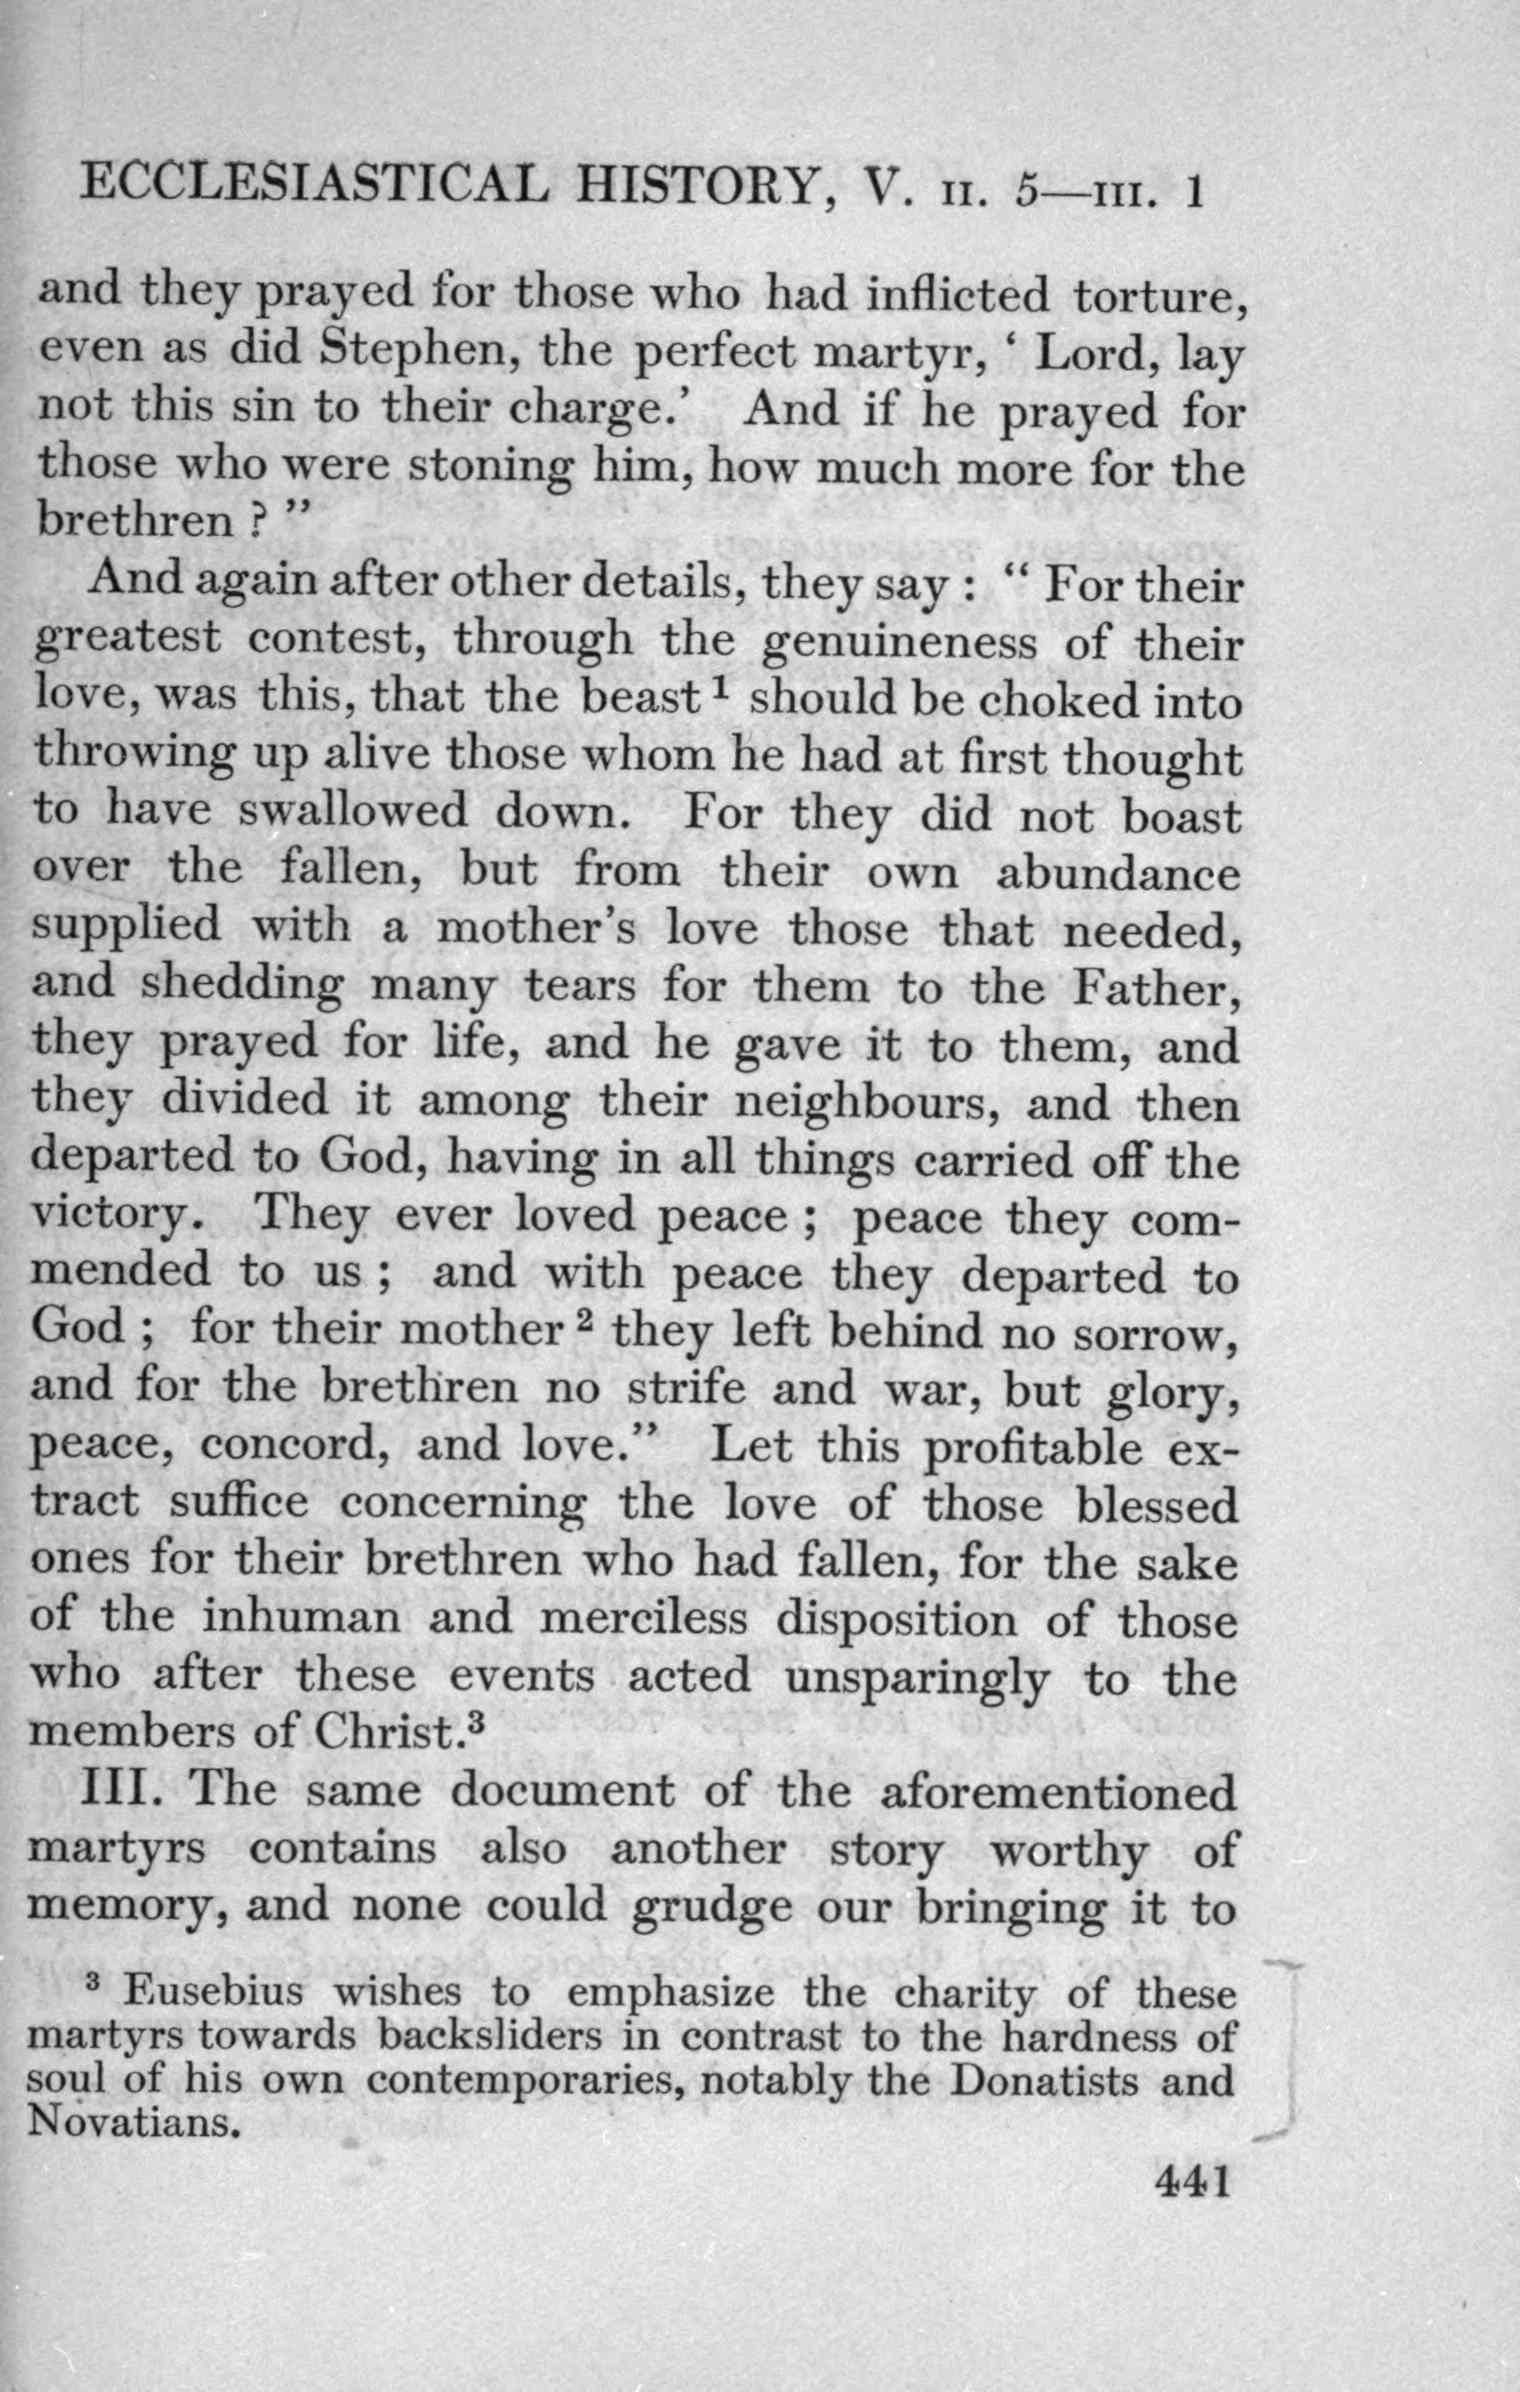 ECCLESIASTICAL HISTORY, V. II. 5—III. 1
and they prayed for those who had inflicted torture,
even as did Stephen, the perfect martyr, ‘ Lord, lay
not this sin to their charge.’ And if he prayed for
those who were stoning him, how much more for the
brethren ? ”
And again after other details, they say : “ For their
greatest contest, through the genuineness of their
love, was this, that the beast ¹ should be choked into
throwing up alive those whom he had at first thought
to have swallowed down. For they did not boast
over the fallen, but from their own abundance
supplied with a mother’s love those that needed,
and shedding many tears for them to the Father,
they prayed for life, and he gave it to them, and
they divided it among their neighbours, and then
departed to God, having in all things carried off the
victory. They ever loved peace ; peace they com-
mended to us ; and with peace they departed to
God ; for their mother ² they left behind no sorrow,
and for the brethren no strife and war, but glory,
peace, concord, and love.” Let this profitable ex-
tract suffice concerning the love of those blessed
ones for their brethren who had fallen, for the sake
of the inhuman and merciless disposition of those
who after these events acted unsparingly to the
members of Christ.³
III. The same document of the aforementioned
martyrs contains also another story worthy of
memory, and none could grudge our bringing it to
³ Eusebius wishes to emphasize the charity of these
martyrs towards backsliders in contrast to the hardness of
soul of his own contemporaries, notably the Donatists and
Novatians.
441